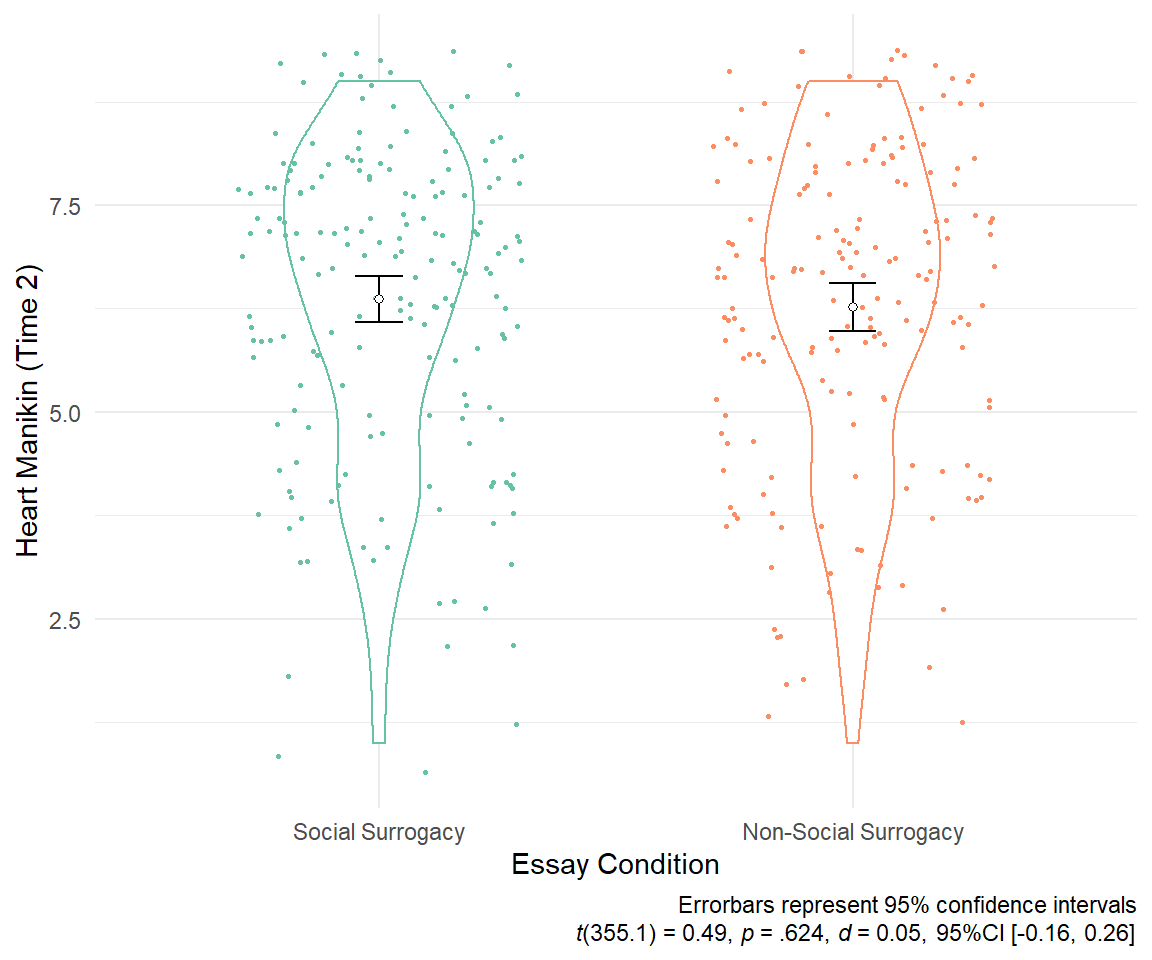 Heart Mankin (Time 2)
7.5
5.0
2.5
Social Surrogacy
Non-Social Surrogacy
Essay Condition
Errorbars represent 95% confidence intervals
t(355.1) = 0.49, p = .624, d = 0.05, 95%CI [-0.16, 0.26]